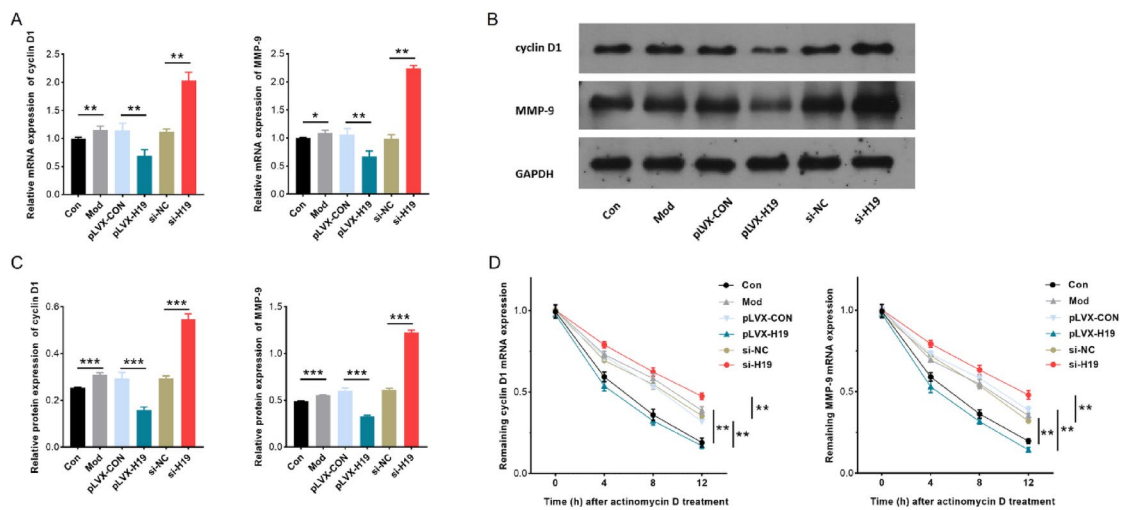 A
Relative mRNA expression of cyclin D1
2.5
2.0
1.5
1.0
0.5
0.0
**
**
**
Con
Mod
pLVX-CON
pLVX-H19
si-NC
si-H19
Relative mRNA expression of MMP-9
2.5
2.0
1.5
1.0
0.5
0.0
*
**
**
Con
Mod
pLVX-CON
pLVX-H19
si-NC
si-H19
B
cyclin D1
MMP-9
GAPDH
Con
Mod
pLVX-CON
pLVX-H19
si-NC
si-H19
C
Relative protein expression of cyclin D1
0.6
0.4
0.2
0.0
***
***
***
Con
Mod
pLVX-CON
pLVX-H19
si-NC
si-H19
Relative protein expression of MMP-9
1.5
1.0
0.5
0.0
***
***
***
Con
Mod
pLVX-CON
pLVX-H19
si-NC
si-H19
D
Remaining cyclin D1 mRNA expression
1.0
0.5
0.0
0
4
8
12
Time (h) after actinomycin D treatment
Con
Mod
pLVX-CON
pLVX-H19
si-NC
si-H19
**
**
**
Remaining MMP-9 mRNA expression
1.0
0.5
0.0
0
4
8
12
Time (h) after actinomycin D treatment
Con
Mod
pLVX-CON
pLVX-H19
si-NC
si-H19
**
**
**